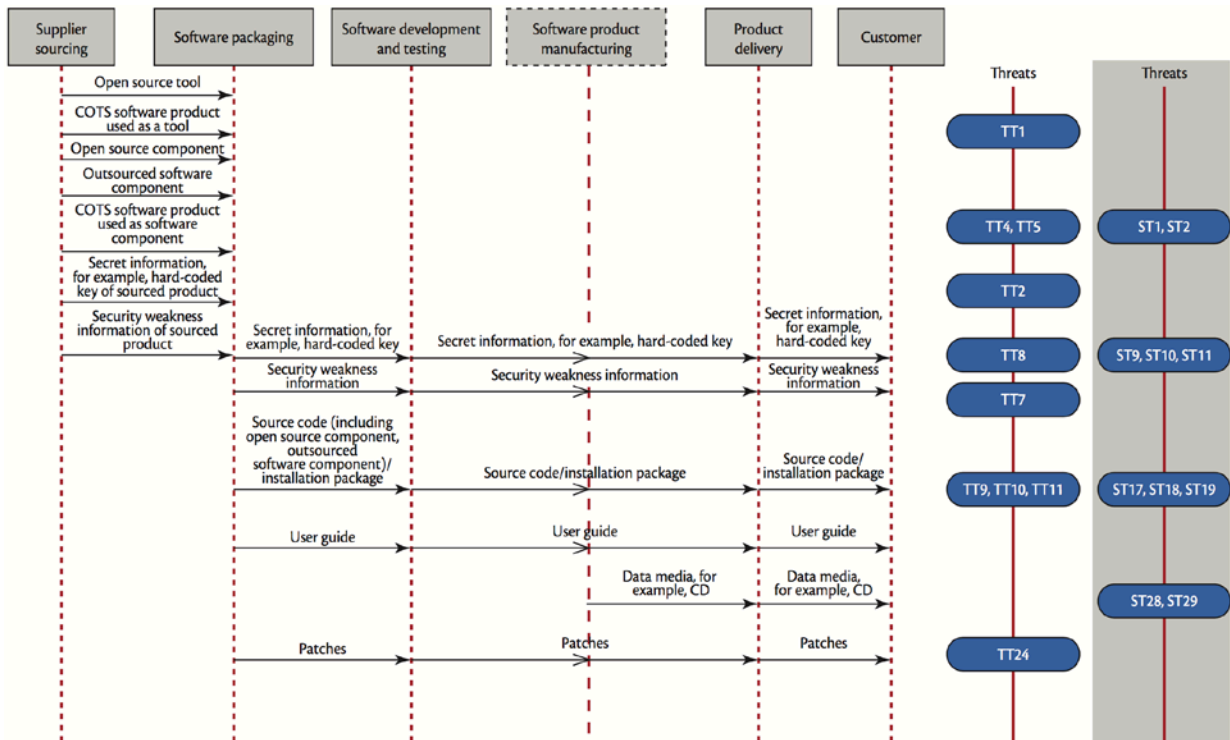 Supplier
sourcing
Software packaging
Software development
and testing
Software product
manufacturing
Product
delivery
Customer
Threats
Threats
Open source tool
COTS software product
used as a tool
TT1
Open source component
Outsourced software
component
COTS software product
used as software
component
TT4, TT5
ST1, ST2
Secret information,
for example, hard-coded
key of sourced product
TT2
Security weakness
information of sourced
product
Secret information, for
example, hard-coded key
Secret information, for example, hard-coded key
Secret information,
for example,
hard-coded key
TT8
ST9, ST10, ST11
Security weakness
information
Security weakness information
Security weakness
information
TT7
Source code (including
open source component,
outsourced
software component)/
installation package
Source code/installation package
Source code/
installation package
TT9, TT10, TT11
ST17, ST18, ST19
User guide
User guide
User guide
Data media, for
example, CD
Data media,
for example, CD
ST28, ST29
Patches
Patches
Patches
TT24